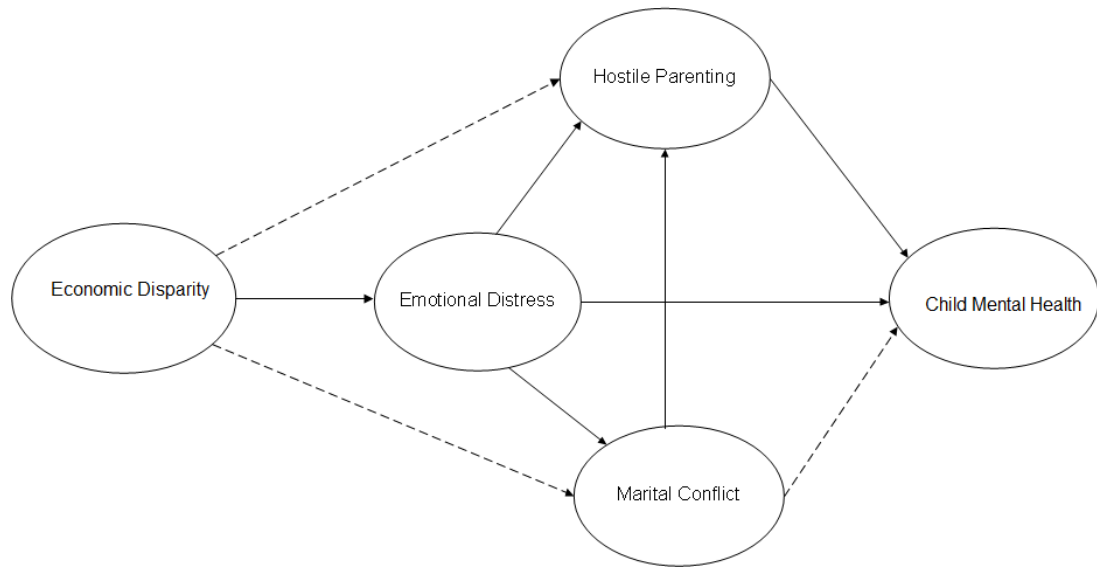 Hostile Parenting
Economic Disparity
Emotional Distress
Child Mental Health
Marital Conflict